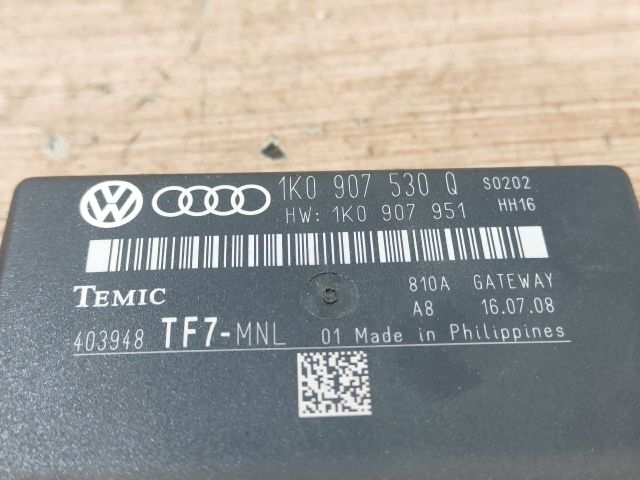 1K0 907 530 Q S0202
HW: 1K0 907 951 HH16
TEMIC 810A GATEWAY
A8 16.07.08
403948 TF7-MNL 01 Made in Philippines